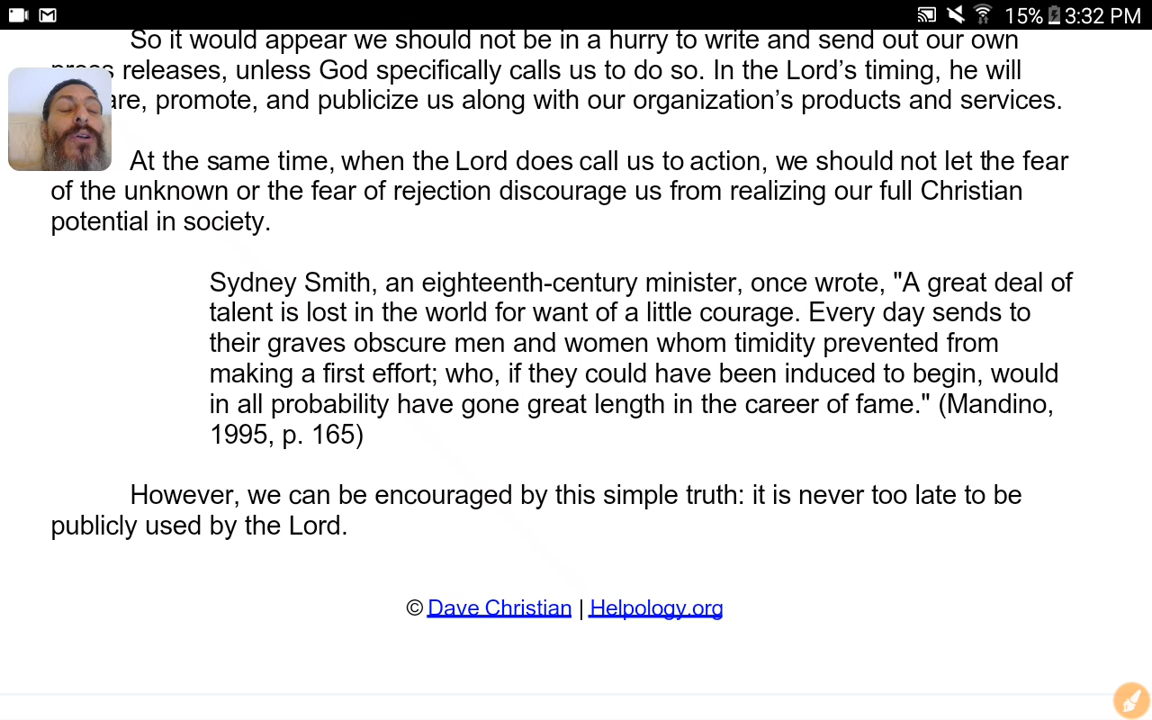 15% 3:32 PM
So it would appear we should not be in a hurry to write and send out our own
releases, unless God specifically calls us to do so. In the Lord’s timing, he will
promote, and publicize us along with our organization’s products and services.
At the same time, when the Lord does call us to action, we should not let the fear
of the unknown or the fear of rejection discourage us from realizing our full Christian
potential in society.
Sydney Smith, an eighteenth-century minister, once wrote, "A great deal of
talent is lost in the world for want of a little courage. Every day sends to
their graves obscure men and women whom timidity prevented from
making a first effort; who, if they could have been induced to begin, would
in all probability have gone great length in the career of fame." (Mandino,
1995, p. 165)
However, we can be encouraged by this simple truth: it is never too late to be
publicly used by the Lord.
© Dave Christian | Helpology.org